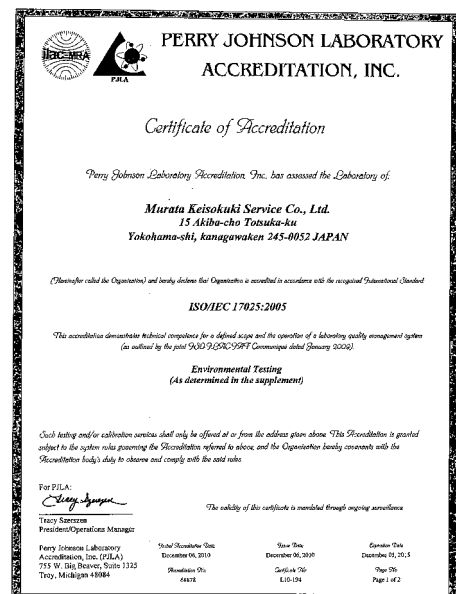 ilac-MRA
PJLA
PERRY JOHNSON LABORATORY
ACCREDITATION, INC.
Certificate of Accreditation
Perry Johnson Laboratory Accreditation, Inc. has assessed the Laboratory of:
Murata Keisokuki Service Co., Ltd.
15 Akiba-cho Totsuka-ku
Yokohama-shi, kanagawaken 245-0052 JAPAN
(Hereinafter called the Organization) and hereby declares that Organization is accredited in accordance with the recognized International Standard
ISO/IEC 17025:2005
This accreditation demonstrates technical competence for a defined scope and the operation of a laboratory quality management system
(as outlined by the joint ISO-ILAC-IAF Communiqué dated January 2009).
Environmental Testing
(As determined in the supplement)
Such testing and/or calibration services shall only be offered at or from the address given above. This Accreditation is granted
subject to the system rules governing the Accreditation referred to above, and the Organization hereby covenants with the
Accreditation body's duty to observe and comply with the said rules
For PJLA:
Tracy Szerszen
The validity of this certificate is mandated through ongoing surveillance
Tracy Szerszen
President/Operations Manager
Perry Johnson Laboratory
Accreditation, Inc. (PJLA)
755 W. Big Beaver, Suite 1325
Troy, Michigan 48084
Initial Accreditation Date: Issue Date: Expiration Date:
December 06, 2010 December 06, 2010 December 05, 2015
Accreditation No: Certificate No: Page No:
L10-194 Page 1 of 2